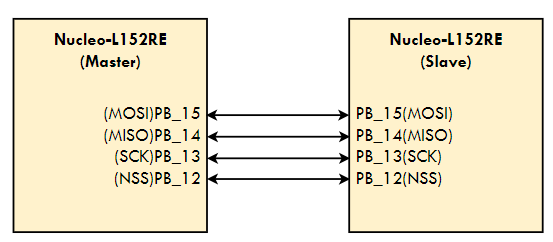 Nucleo-L152RE
(Master)
(MOSI)PB_15
(MISO)PB_14
(SCK)PB_13
(NSS)PB_12
Nucleo-L152RE
(Slave)
PB_15(MOSI)
PB_14(MISO)
PB_13(SCK)
PB_12(NSS)